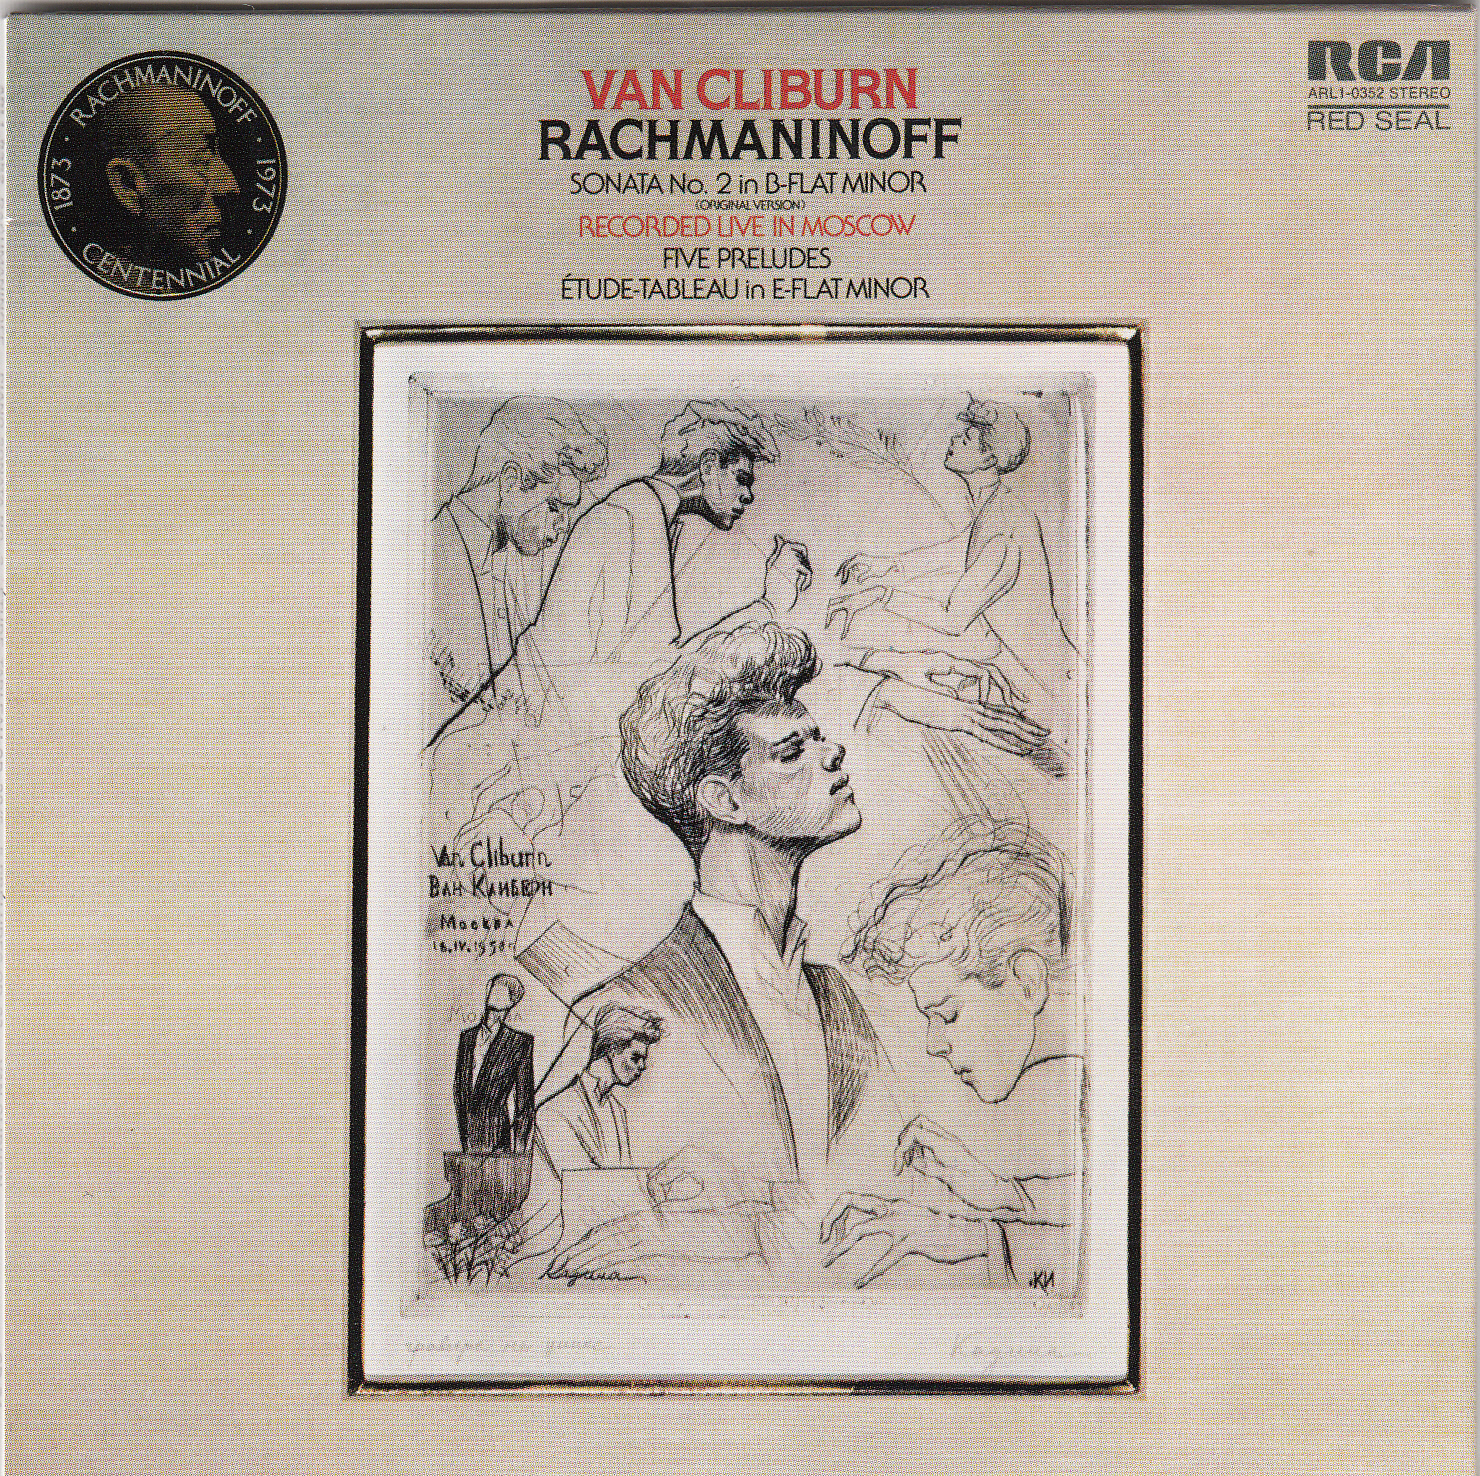 RACHMANINOFF
1873 · 1973
CENTENNIAL
VAN CLIBURN
RACHMANINOFF
SONATA No. 2 in B-FLAT MINOR
(ORIGINAL VERSION)
RECORDED LIVE IN MOSCOW
FIVE PRELUDES
ÉTUDE-TABLEAU in E-FLAT MINOR
RCA
ARL1-0352 STEREO
RED SEAL
Van Cliburn
Ван Клиберн
Москва
КИ